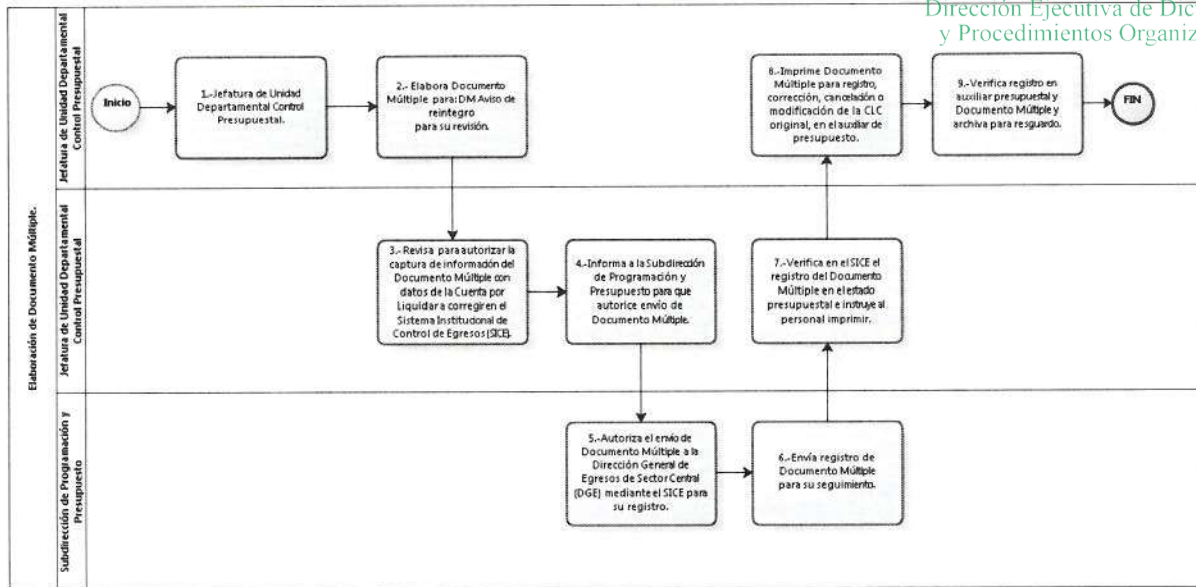 Dirección Ejecutiva de Dic
y Procedimientos Organiz
Elaboración de Documento Múltiple.
Jefatura de Unidad Departamental
Control Presupuestal
Inicio
1.-Jefatura de Unidad
Departamental Control
Presupuestal.
2.- Elabora Documento
Múltiple para: DM Aviso de
reintegro
para su revisión.
8.-Imprime Documento
Múltiple para registro,
corrección, cancelación o
modificación de la CLC
original, en el auxiliar de
presupuesto.
9.-Verifica registro en
auxiliar presupuestal y
Documento Múltiple y
archiva para resguardo.
FIN
Jefatura de Unidad Departamental
Control Presupuestal
3.-Revisa para autorizar la
captura de información del
Documento Múltiple con
datos de la Cuenta por
Liquidar a corregir en el
Sistema Institucional de
Control de Egresos (SICE).
4.-Informa a la Subdirección
de Programación y
Presupuesto para que
autorice envío de
Documento Múltiple.
7.-Verifica en el SICE el
registro del Documento
Múltiple en el estado
presupuestal e instruye al
personal imprimir.
Subdirección de Programación y
Presupuesto
5.-Autoriza el envío de
Documento Múltiple a la
Dirección General de
Egresos de Sector Central
(DGE) mediante el SICE para
su registro.
6.-Envía registro de
Documento Múltiple
para su seguimiento.